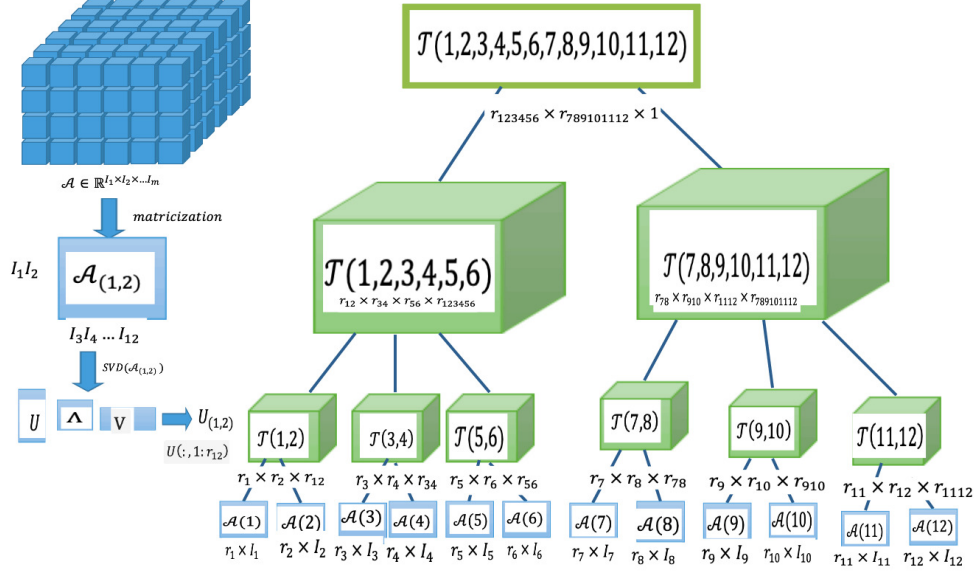 𝒯(1,2,3,4,5,6,7,8,9,10,11,12)
r₁₂₃₄₅₆ × r₇₈₉₁₀₁₁₁₂ × 1
𝒜 ∈ ℝ^{I₁×I₂×…Iₘ}
matricization
I₁I₂
𝒜₍₁,₂₎
I₃I₄ … I₁₂
SVD(𝒜₍₁,₂₎)
U
Λ
V
U₍₁,₂₎
U(:, 1: r₁₂)
𝒯(1,2,3,4,5,6)
r₁₂ × r₃₄ × r₅₆ × r₁₂₃₄₅₆
𝒯(7,8,9,10,11,12)
r₇₈ × r₉₁₀ × r₁₁₁₂ × r₇₈₉₁₀₁₁₁₂
𝒯(1,2)
𝒯(3,4)
𝒯(5,6)
𝒯(7,8)
𝒯(9,10)
𝒯(11,12)
r₁ × r₂ × r₁₂
r₃ × r₄ × r₃₄
r₅ × r₆ × r₅₆
r₇ × r₈ × r₇₈
r₉ × r₁₀ × r₉₁₀
r₁₁ × r₁₂ × r₁₁₁₂
𝒜(1)
𝒜(2)
𝒜(3)
𝒜(4)
𝒜(5)
𝒜(6)
𝒜(7)
𝒜(8)
𝒜(9)
𝒜(10)
𝒜(11)
𝒜(12)
r₁ × I₁
r₂ × I₂
r₃ × I₃
r₄ × I₄
r₅ × I₅
r₆ × I₆
r₇ × I₇
r₈ × I₈
r₉ × I₉
r₁₀ × I₁₀
r₁₁ × I₁₁
r₁₂ × I₁₂